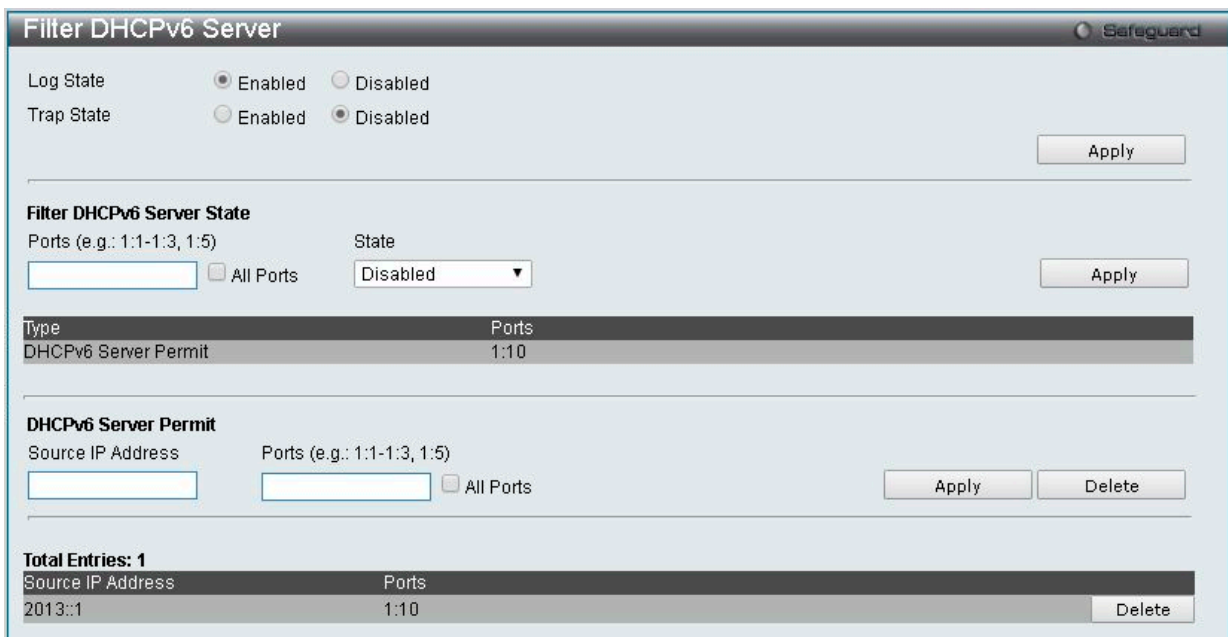 Filter DHCPv6 Server
Safeguard
Log State Enabled Disabled
Trap State Enabled Disabled
Apply
Filter DHCPv6 Server State
Ports (e.g.: 1:1-1:3, 1:5) State
All Ports Disabled Apply
Type Ports
DHCPv6 Server Permit 1:10
DHCPv6 Server Permit
Source IP Address Ports (e.g.: 1:1-1:3, 1:5)
All Ports Apply Delete
Total Entries: 1
Source IP Address Ports
2013::1 1:10 Delete